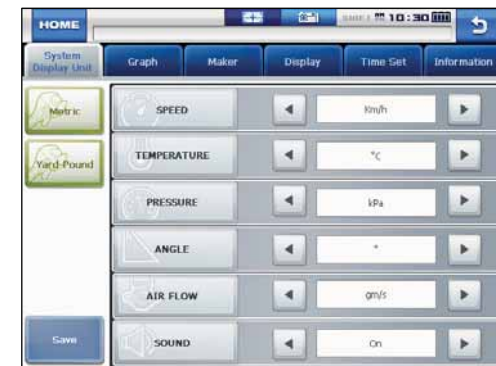 HOME
10:30
System
Display Unit
Graph
Maker
Display
Time Set
Information
Metric
SPEED
Km/h
Yard-Pound
TEMPERATURE
°C
PRESSURE
kPa
ANGLE
°
AIR FLOW
gm/s
Save
SOUND
On